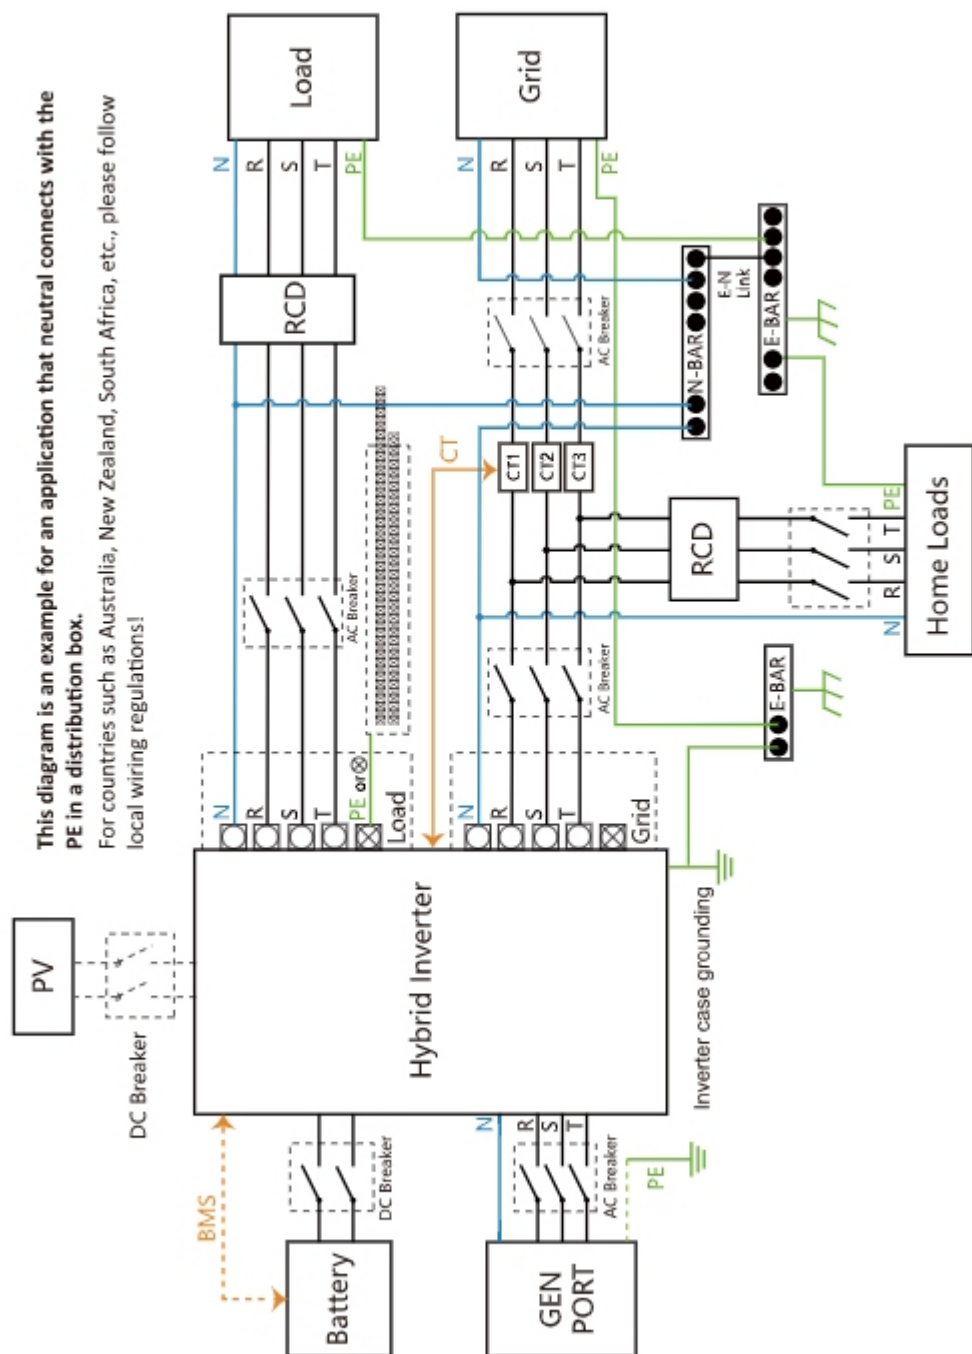 This diagram is an example for an application that neutral connects with the
PE in a distribution box.
For countries such as Australia, New Zealand, South Africa, etc., please follow
local wiring regulations!
PV
DC Breaker
BMS
Battery
DC Breaker
Hybrid Inverter
N
R
S
T
PE or
Load
AC Breaker
RCD
N
R
S
T
PE
Load
CT
GEN
PORT
N
R
S
T
AC Breaker
PE
Inverter case grounding
N
R
S
T
Grid
AC Breaker
CT1
CT2
CT3
AC Breaker
N
R
S
T
PE
Grid
RCD
N-BAR
E-N
Link
E-BAR
E-BAR
N
R
S
T
PE
Home Loads